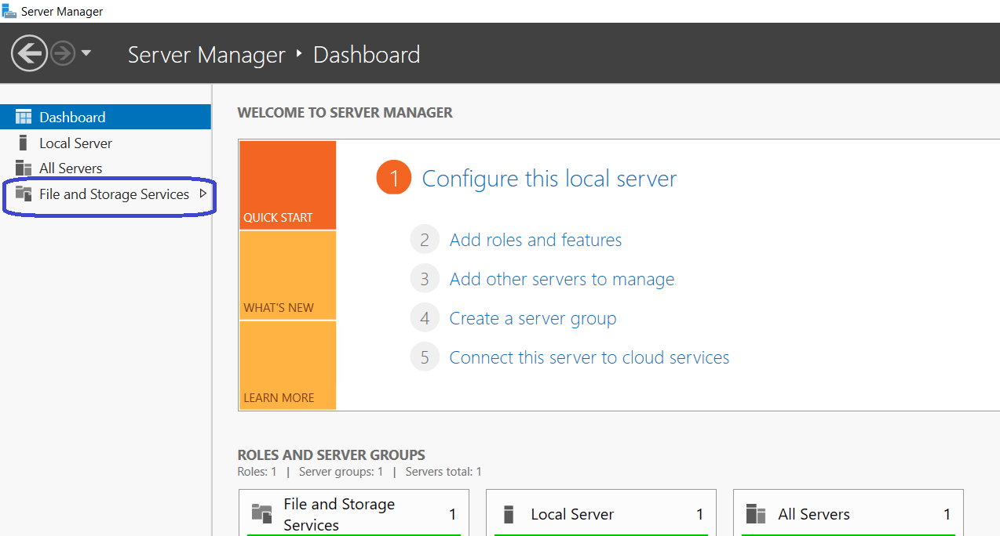 Server Manager
Server Manager ‣ Dashboard
Dashboard
Local Server
All Servers
File and Storage Services
WELCOME TO SERVER MANAGER
QUICK START
WHAT'S NEW
LEARN MORE
1 Configure this local server
2 Add roles and features
3 Add other servers to manage
4 Create a server group
5 Connect this server to cloud services
ROLES AND SERVER GROUPS
Roles: 1 | Server groups: 1 | Servers total: 1
File and Storage
Services 1
Local Server 1
All Servers 1